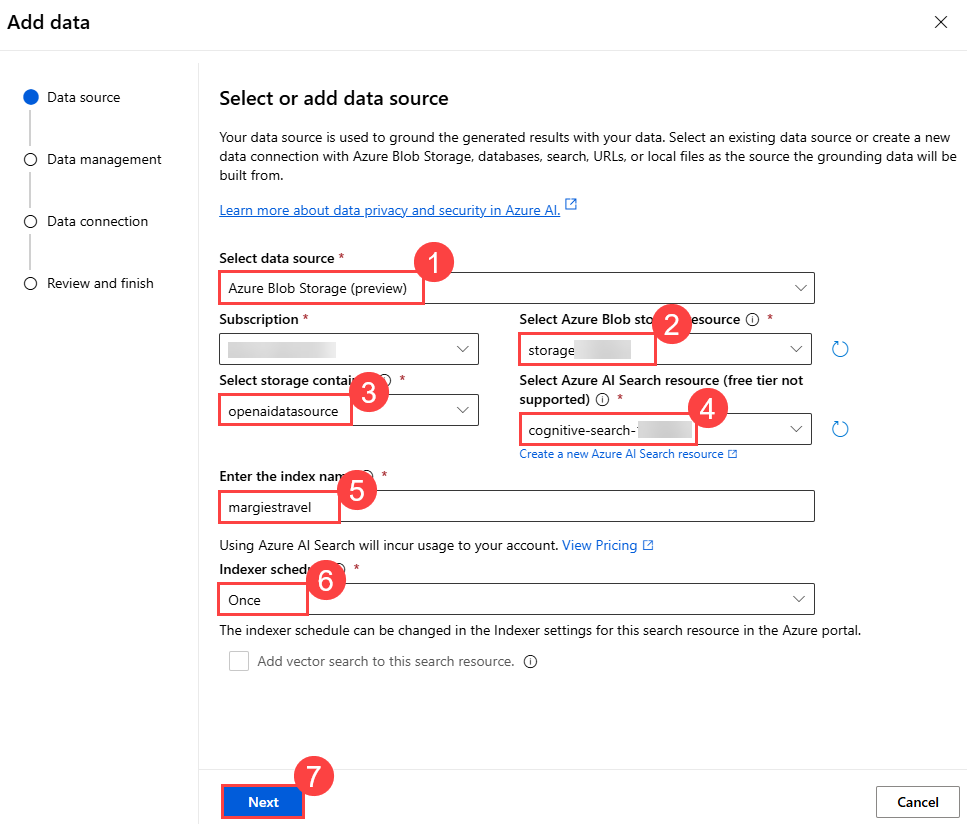 Add data
Data source
Data management
Data connection
Review and finish
Select or add data source
Your data source is used to ground the generated results with your data. Select an existing data source or create a new
data connection with Azure Blob Storage, databases, search, URLs, or local files as the source the grounding data will be
built from.
Learn more about data privacy and security in Azure AI.
Select data source *
1
Azure Blob Storage (preview)
Subscription *
Select Azure Blob sto esource *
2
storage
Select storage contai *
3
openaidatasource
Select Azure AI Search resource (free tier not
supported) *
4
cognitive-search-
Create a new Azure AI Search resource
Enter the index nam *
5
margiestravel
Using Azure AI Search will incur usage to your account. View Pricing
Indexer sched *
6
Once
The indexer schedule can be changed in the Indexer settings for this search resource in the Azure portal.
Add vector search to this search resource.
7
Next
Cancel